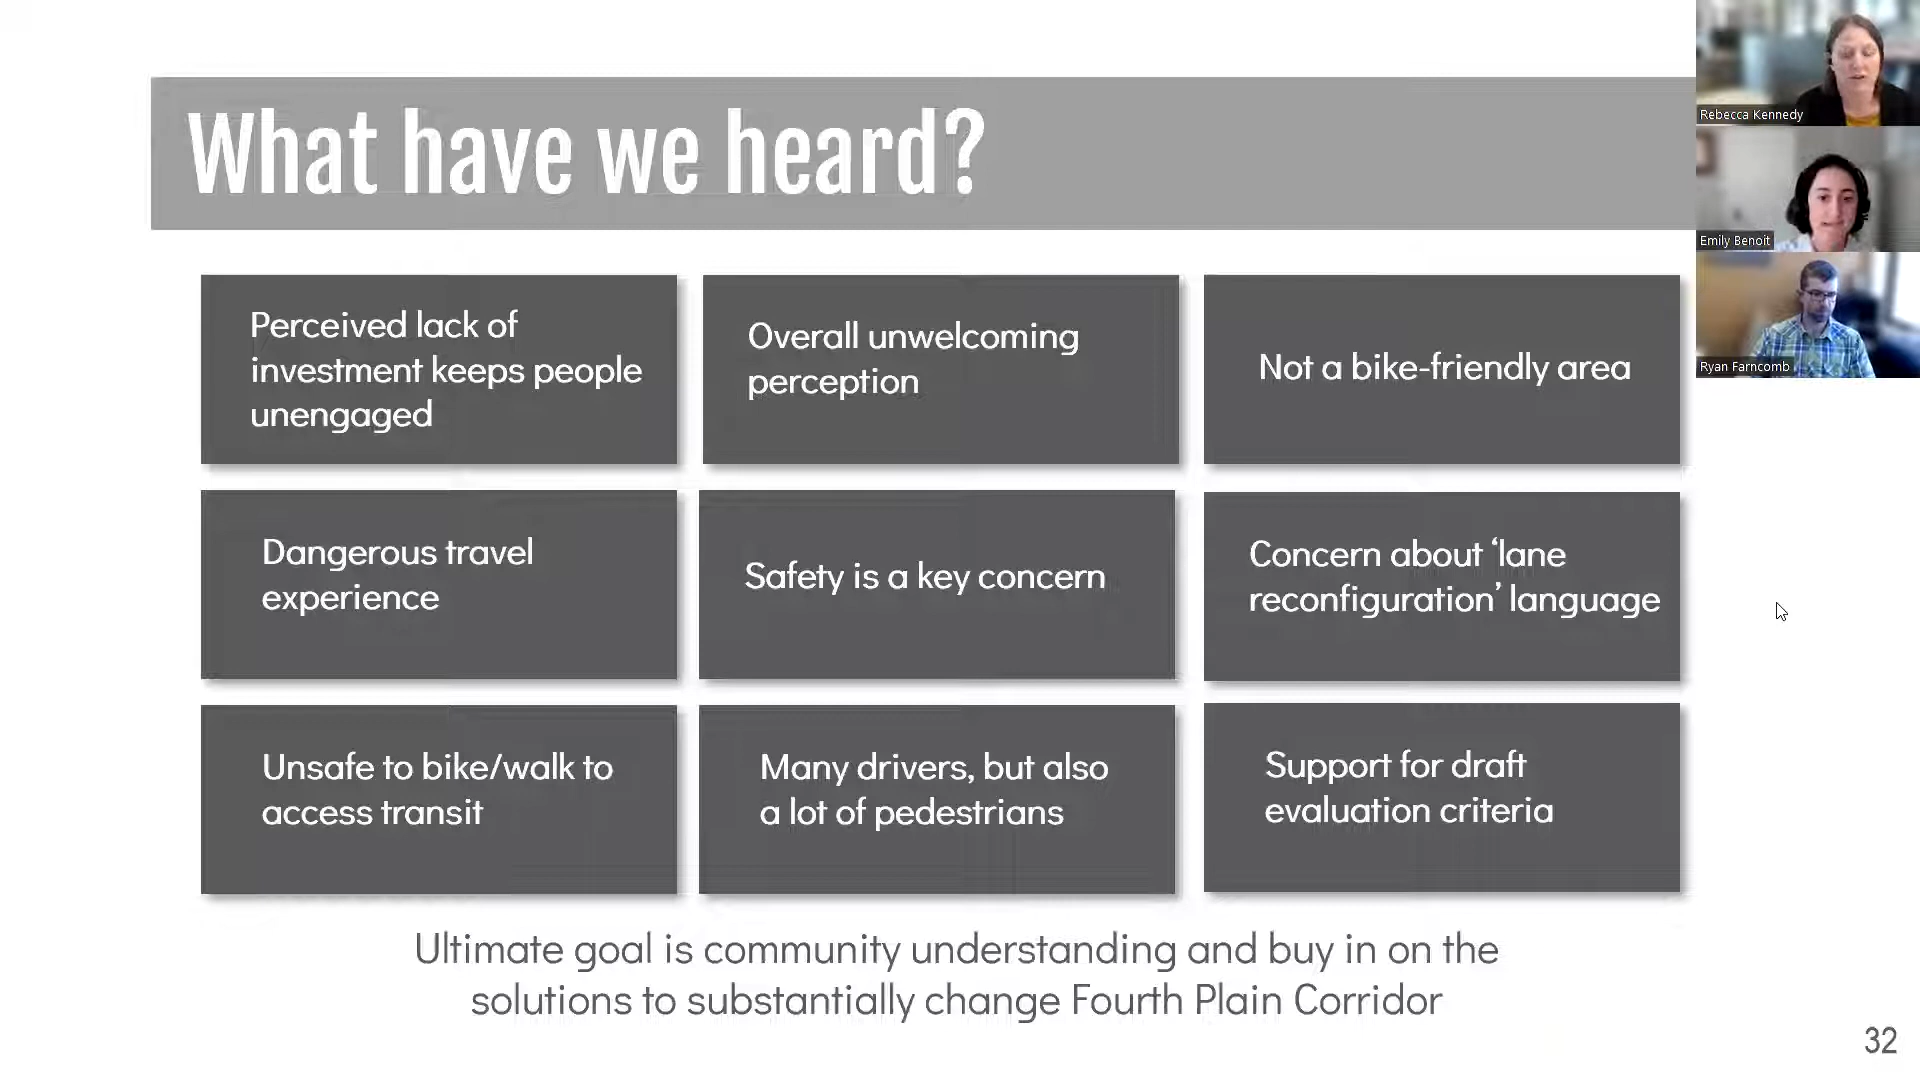 What have we heard?
Perceived lack of
investment keeps people
unengaged
Overall unwelcoming
perception
Not a bike-friendly area
Dangerous travel
experience
Safety is a key concern
Concern about ‘lane
reconfiguration’ language
Unsafe to bike/walk to
access transit
Many drivers, but also
a lot of pedestrians
Support for draft
evaluation criteria
Ultimate goal is community understanding and buy in on the
solutions to substantially change Fourth Plain Corridor
32
Rebecca Kennedy
Emily Benoit
Ryan Farncomb